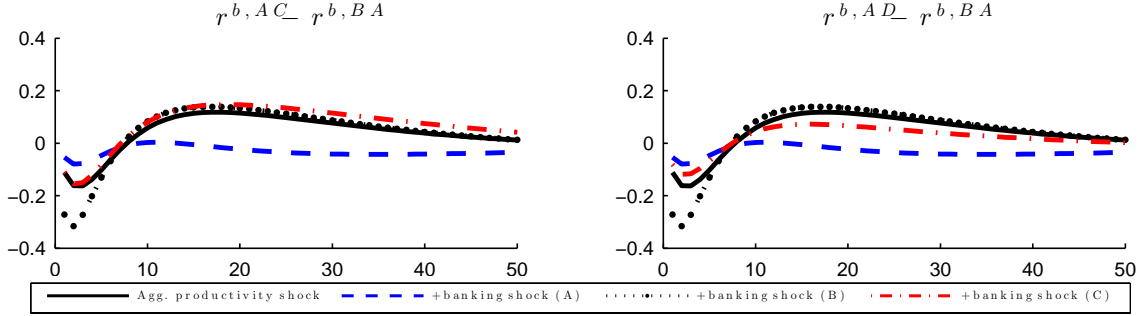 r^{b,AC} − r^{b,BA}
0.4
0.2
0
−0.2
−0.4
0 10 20 30 40 50
r^{b,AD} − r^{b,BA}
0.4
0.2
0
−0.2
−0.4
0 10 20 30 40 50
Agg. productivity shock +banking shock (A) +banking shock (B) +banking shock (C)